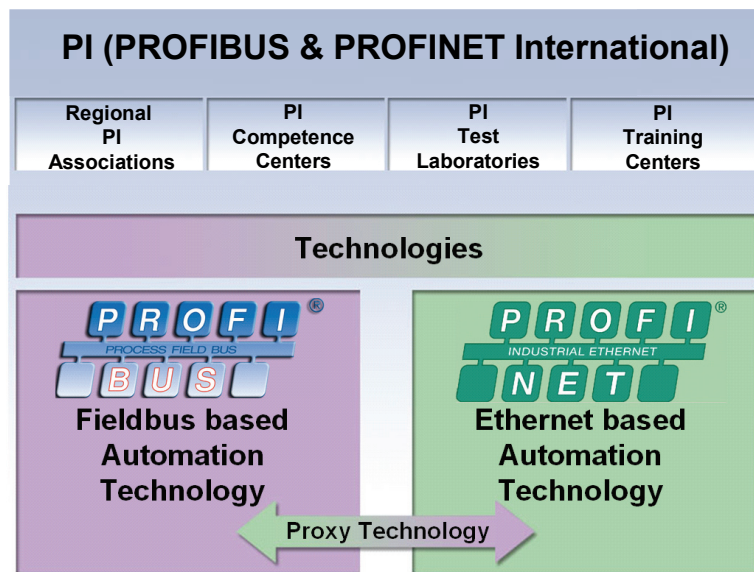 PI (PROFIBUS & PROFINET International)
Regional
PI
Associations
PI
Competence
Centers
PI
Test
Laboratories
PI
Training
Centers
Technologies
PROFI®
PROCESS FIELD BUS
BUS
Fieldbus based
Automation
Technology
PROFI®
INDUSTRIAL ETHERNET
NET
Ethernet based
Automation
Technology
Proxy Technology